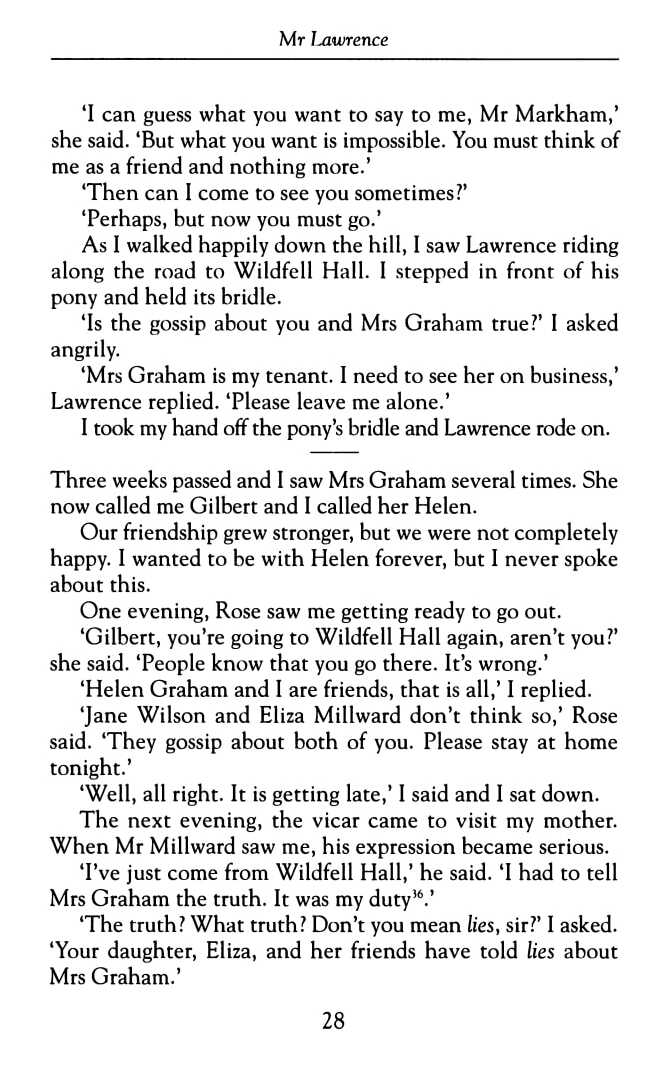 Mr Lawrence
‘I can guess what you want to say to me, Mr Markham,’
she said. ‘But what you want is impossible. You must think of
me as a friend and nothing more.’
‘Then can I come to see you sometimes?’
‘Perhaps, but now you must go.’
As I walked happily down the hill, I saw Lawrence riding
along the road to Wildfell Hall. I stepped in front of his
pony and held its bridle.
‘Is the gossip about you and Mrs Graham true?’ I asked
angrily.
‘Mrs Graham is my tenant. I need to see her on business,’
Lawrence replied. ‘Please leave me alone.’
I took my hand off the pony’s bridle and Lawrence rode on.
Three weeks passed and I saw Mrs Graham several times. She
now called me Gilbert and I called her Helen.
Our friendship grew stronger, but we were not completely
happy. I wanted to be with Helen forever, but I never spoke
about this.
One evening, Rose saw me getting ready to go out.
‘Gilbert, you’re going to Wildfell Hall again, aren’t you?’
she said. ‘People know that you go there. It’s wrong.’
‘Helen Graham and I are friends, that is all,’ I replied.
‘Jane Wilson and Eliza Millward don’t think so,’ Rose
said. ‘They gossip about both of you. Please stay at home
tonight.’
‘Well, all right. It is getting late,’ I said and I sat down.
The next evening, the vicar came to visit my mother.
When Mr Millward saw me, his expression became serious.
‘I’ve just come from Wildfell Hall,’ he said. ‘I had to tell
Mrs Graham the truth. It was my duty³⁶.’
‘The truth? What truth? Don’t you mean lies, sir?’ I asked.
‘Your daughter, Eliza, and her friends have told lies about
Mrs Graham.’
28